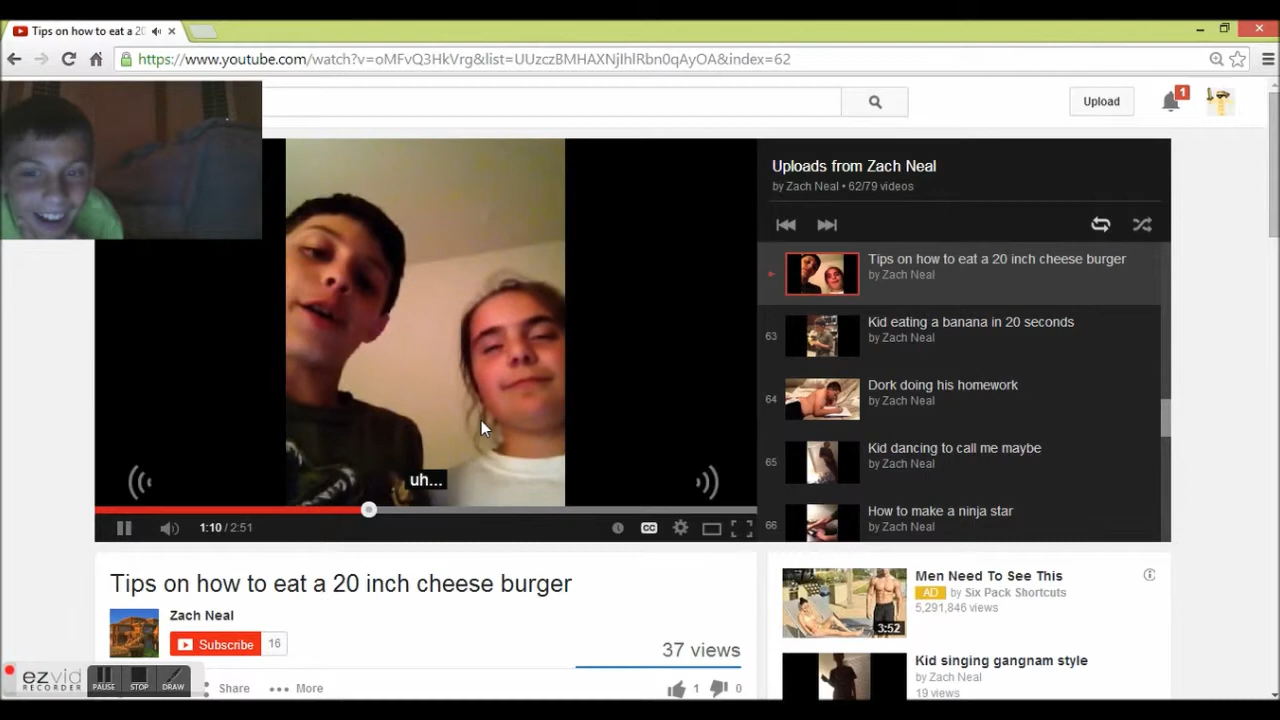 Tips on how to eat a 20
https://www.youtube.com/watch?v=oMFvQ3HkVrg&list=UUzczBMHAXNjIhlRbn0qAyOA&index=62
Upload
1
Uploads from Zach Neal
by Zach Neal • 62/79 videos
Tips on how to eat a 20 inch cheese burger
by Zach Neal
63
Kid eating a banana in 20 seconds
by Zach Neal
64
Dork doing his homework
by Zach Neal
65
Kid dancing to call me maybe
by Zach Neal
66
How to make a ninja star
by Zach Neal
uh...
1:10 / 2:51
CC
Tips on how to eat a 20 inch cheese burger
Zach Neal
Subscribe 16
37 views
Share ••• More
1 0
Men Need To See This
AD by Six Pack Shortcuts
5,291,846 views
3:52
Kid singing gangnam style
by Zach Neal
19 views
ezvid
RECORDER
PAUSE STOP DRAW